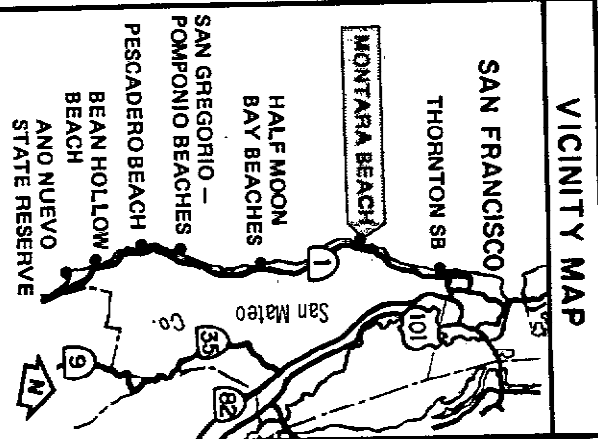 VICINITY MAP
SAN FRANCISCO
THORNTON SB
MONTARA BEACH
HALF MOON
BAY BEACHES
SAN GREGORIO –
POMPONIO BEACHES
PESCADERO BEACH
BEAN HOLLOW
BEACH
ANO NUEVO
STATE RESERVE
1
101
San Mateo
Co.
35
82
9
N